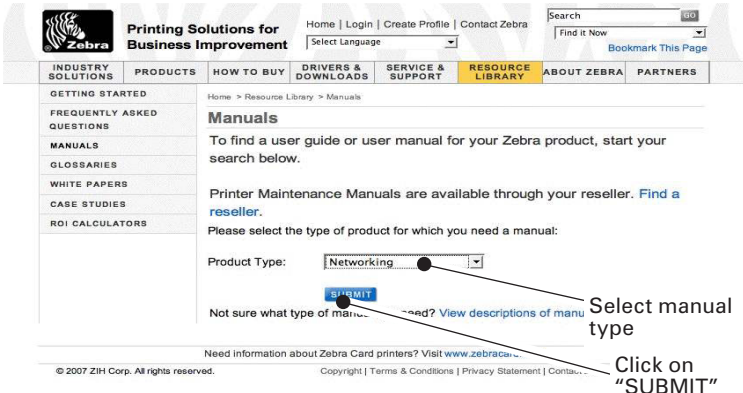 Zebra
Printing Solutions for
Business Improvement
Home | Login | Create Profile | Contact Zebra
Select Language
Search
GO
Find it Now
Bookmark This Page
INDUSTRY SOLUTIONS
PRODUCTS
HOW TO BUY
DRIVERS & DOWNLOADS
SERVICE & SUPPORT
RESOURCE LIBRARY
ABOUT ZEBRA
PARTNERS
GETTING STARTED
FREQUENTLY ASKED
QUESTIONS
MANUALS
GLOSSARIES
WHITE PAPERS
CASE STUDIES
ROI CALCULATORS
Home > Resource Library > Manuals
Manuals
To find a user guide or user manual for your Zebra product, start your
search below.
Printer Maintenance Manuals are available through your reseller. Find a
reseller.
Please select the type of product for which you need a manual:
Product Type:
Networking
SUBMIT
Not sure what type of need? View descriptions of
Select manual
type
Need information about Zebra Card printers? Visit
Click on
"SUBMIT"
© 2007 ZIH Corp. All rights reserved.
Copyright | Terms & Conditions | Privacy Statement |